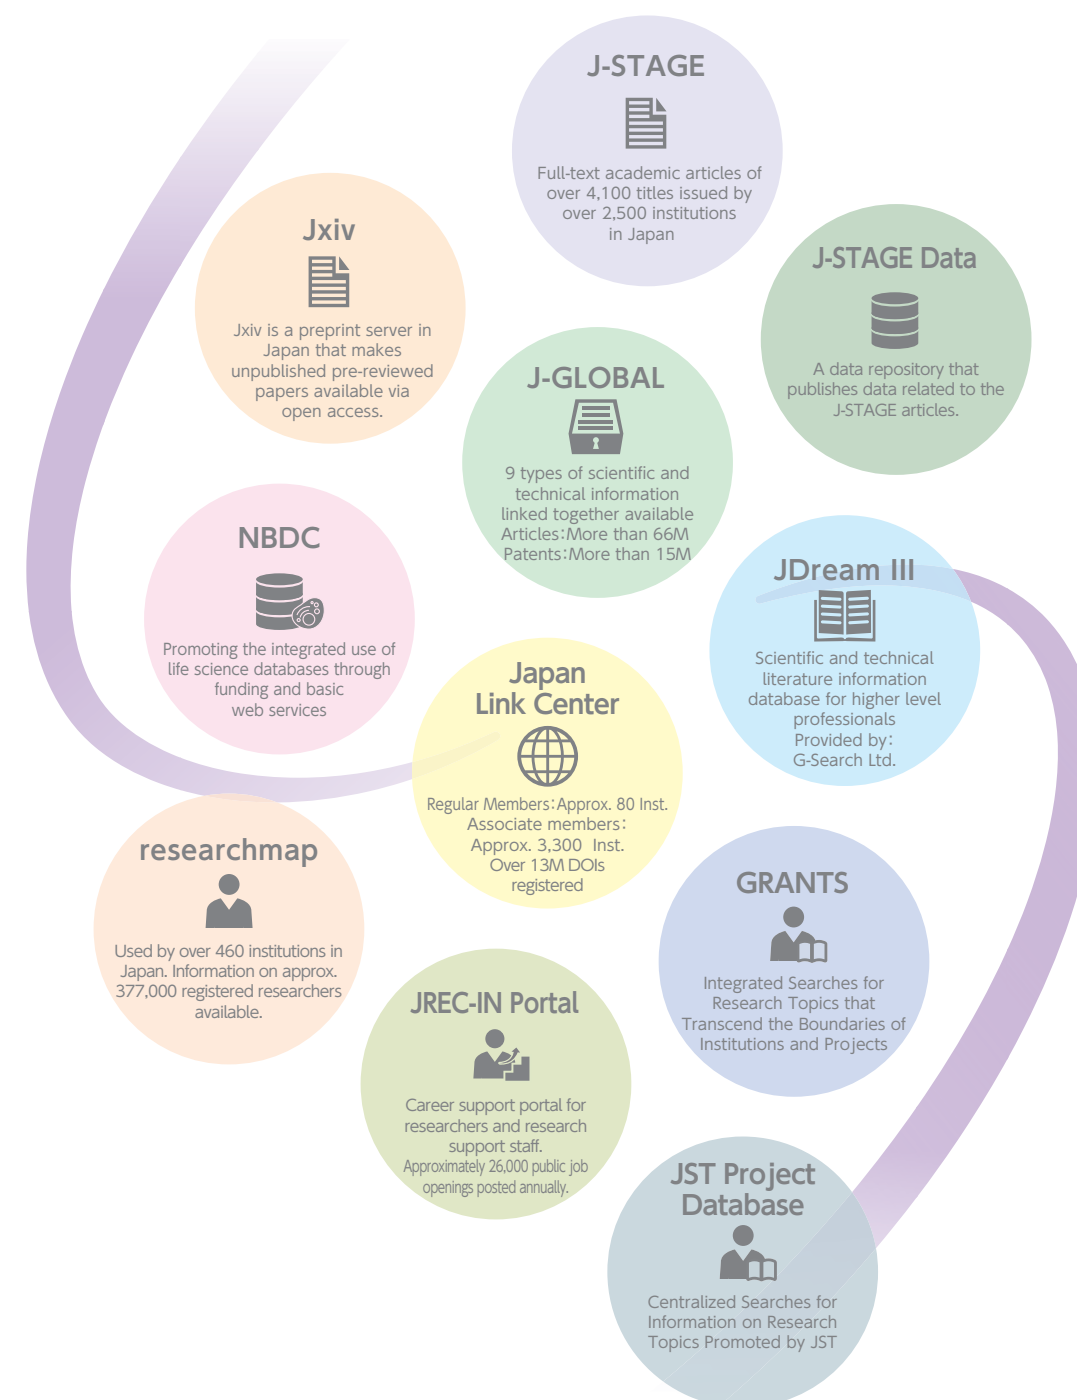 J-STAGE
Full-text academic articles of
over 4,100 titles issued by
over 2,500 institutions
in Japan
Jxiv
Jxiv is a preprint server in
Japan that makes
unpublished pre-reviewed
papers available via
open access.
J-STAGE Data
A data repository that
publishes data related to the
J-STAGE articles.
J-GLOBAL
9 types of scientific and
technical information
linked together available
Articles:More than 66M
Patents:More than 15M
NBDC
Promoting the integrated use of
life science databases through
funding and basic
web services
JDream III
Scientific and technical
literature information
database for higher level
professionals
Provided by:
G-Search Ltd.
Japan
Link Center
Regular Members:Approx. 80 Inst.
Associate members:
Approx. 3,300 Inst.
Over 13M DOIs
registered
researchmap
Used by over 460 institutions in
Japan. Information on approx.
377,000 registered researchers
available.
GRANTS
Integrated Searches for
Research Topics that
Transcend the Boundaries of
Institutions and Projects
JREC-IN Portal
Career support portal for
researchers and research
support staff.
Approximately 26,000 public job
openings posted annually.
JST Project
Database
Centralized Searches for
Information on Research
Topics Promoted by JST